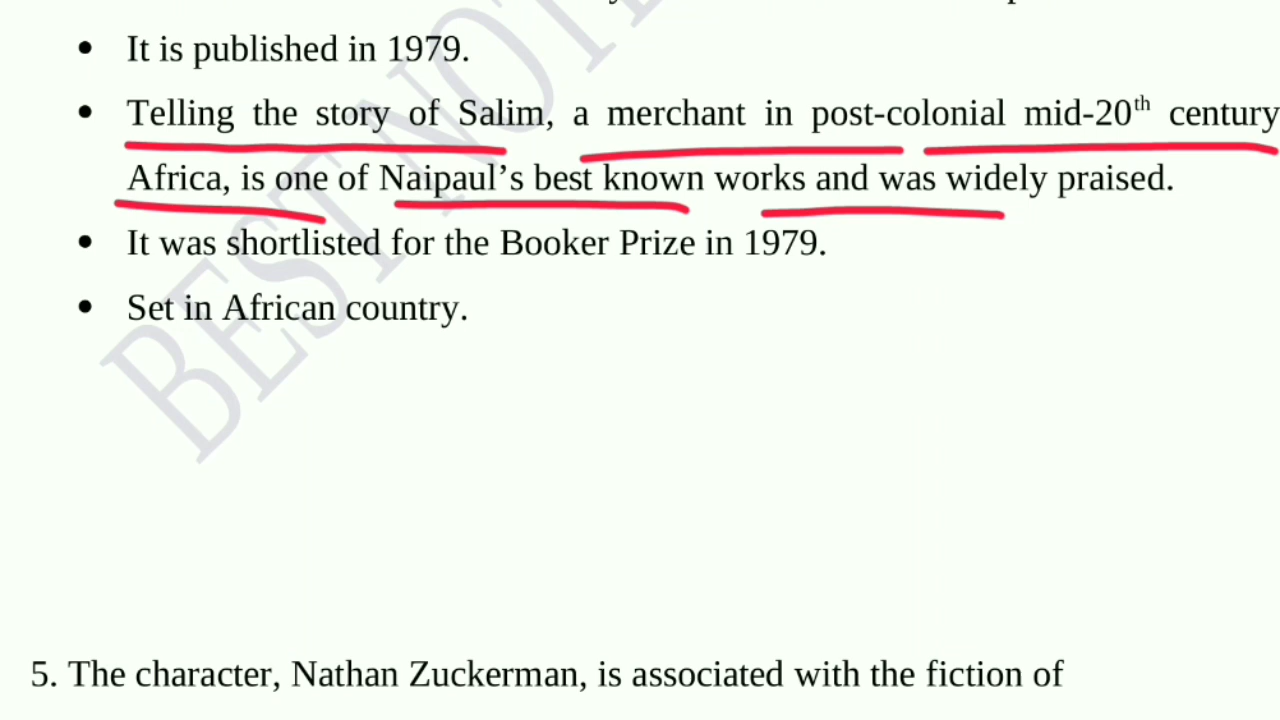 • It is published in 1979.
• Telling the story of Salim, a merchant in post-colonial mid-20th century
Africa, is one of Naipaul’s best known works and was widely praised.
• It was shortlisted for the Booker Prize in 1979.
• Set in African country.
BEST NOTE
5. The character, Nathan Zuckerman, is associated with the fiction of